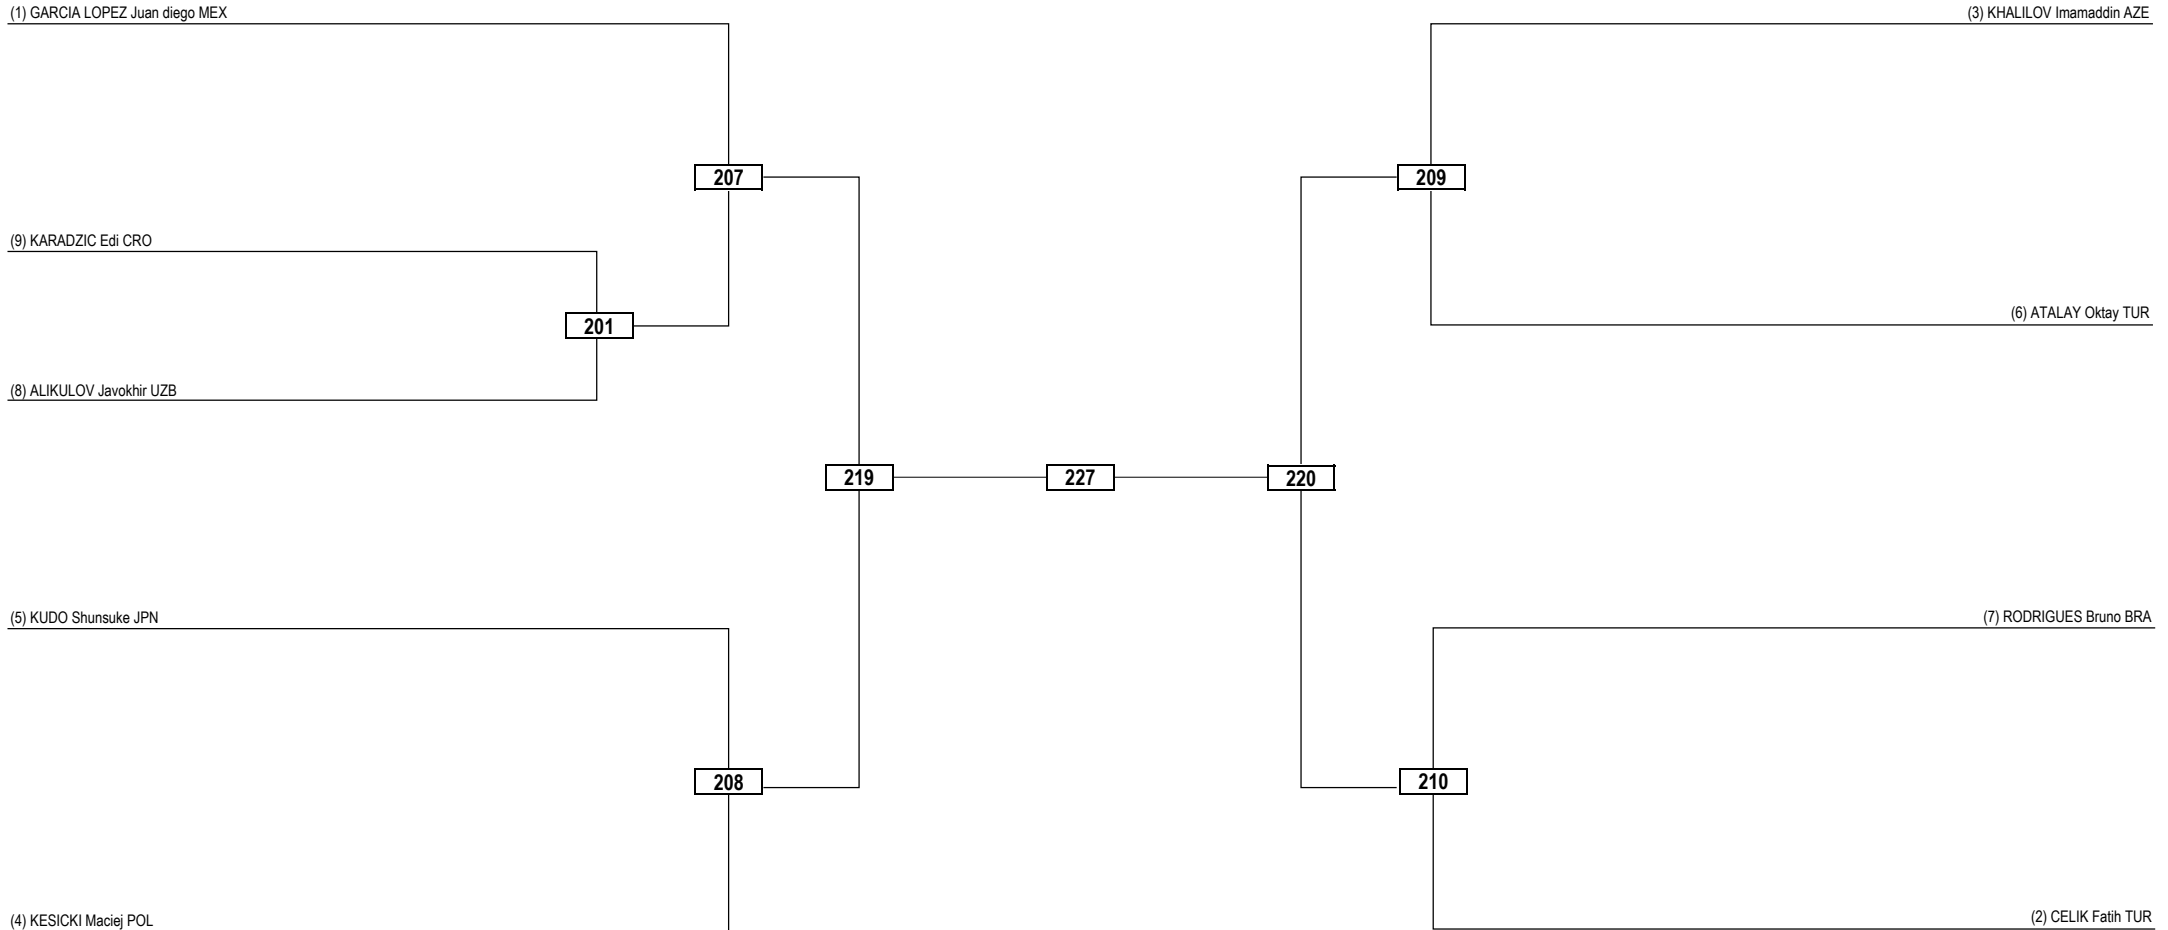 (1) GARCIA LOPEZ Juan diego MEX
(3) KHALILOV Imamaddin AZE
207
209
(9) KARADZIC Edi CRO
201
(6) ATALAY Oktay TUR
(8) ALIKULOV Javokhir UZB
219
227
220
(5) KUDO Shunsuke JPN
(7) RODRIGUES Bruno BRA
208
210
(4) KESICKI Maciej POL
(2) CELIK Fatih TUR